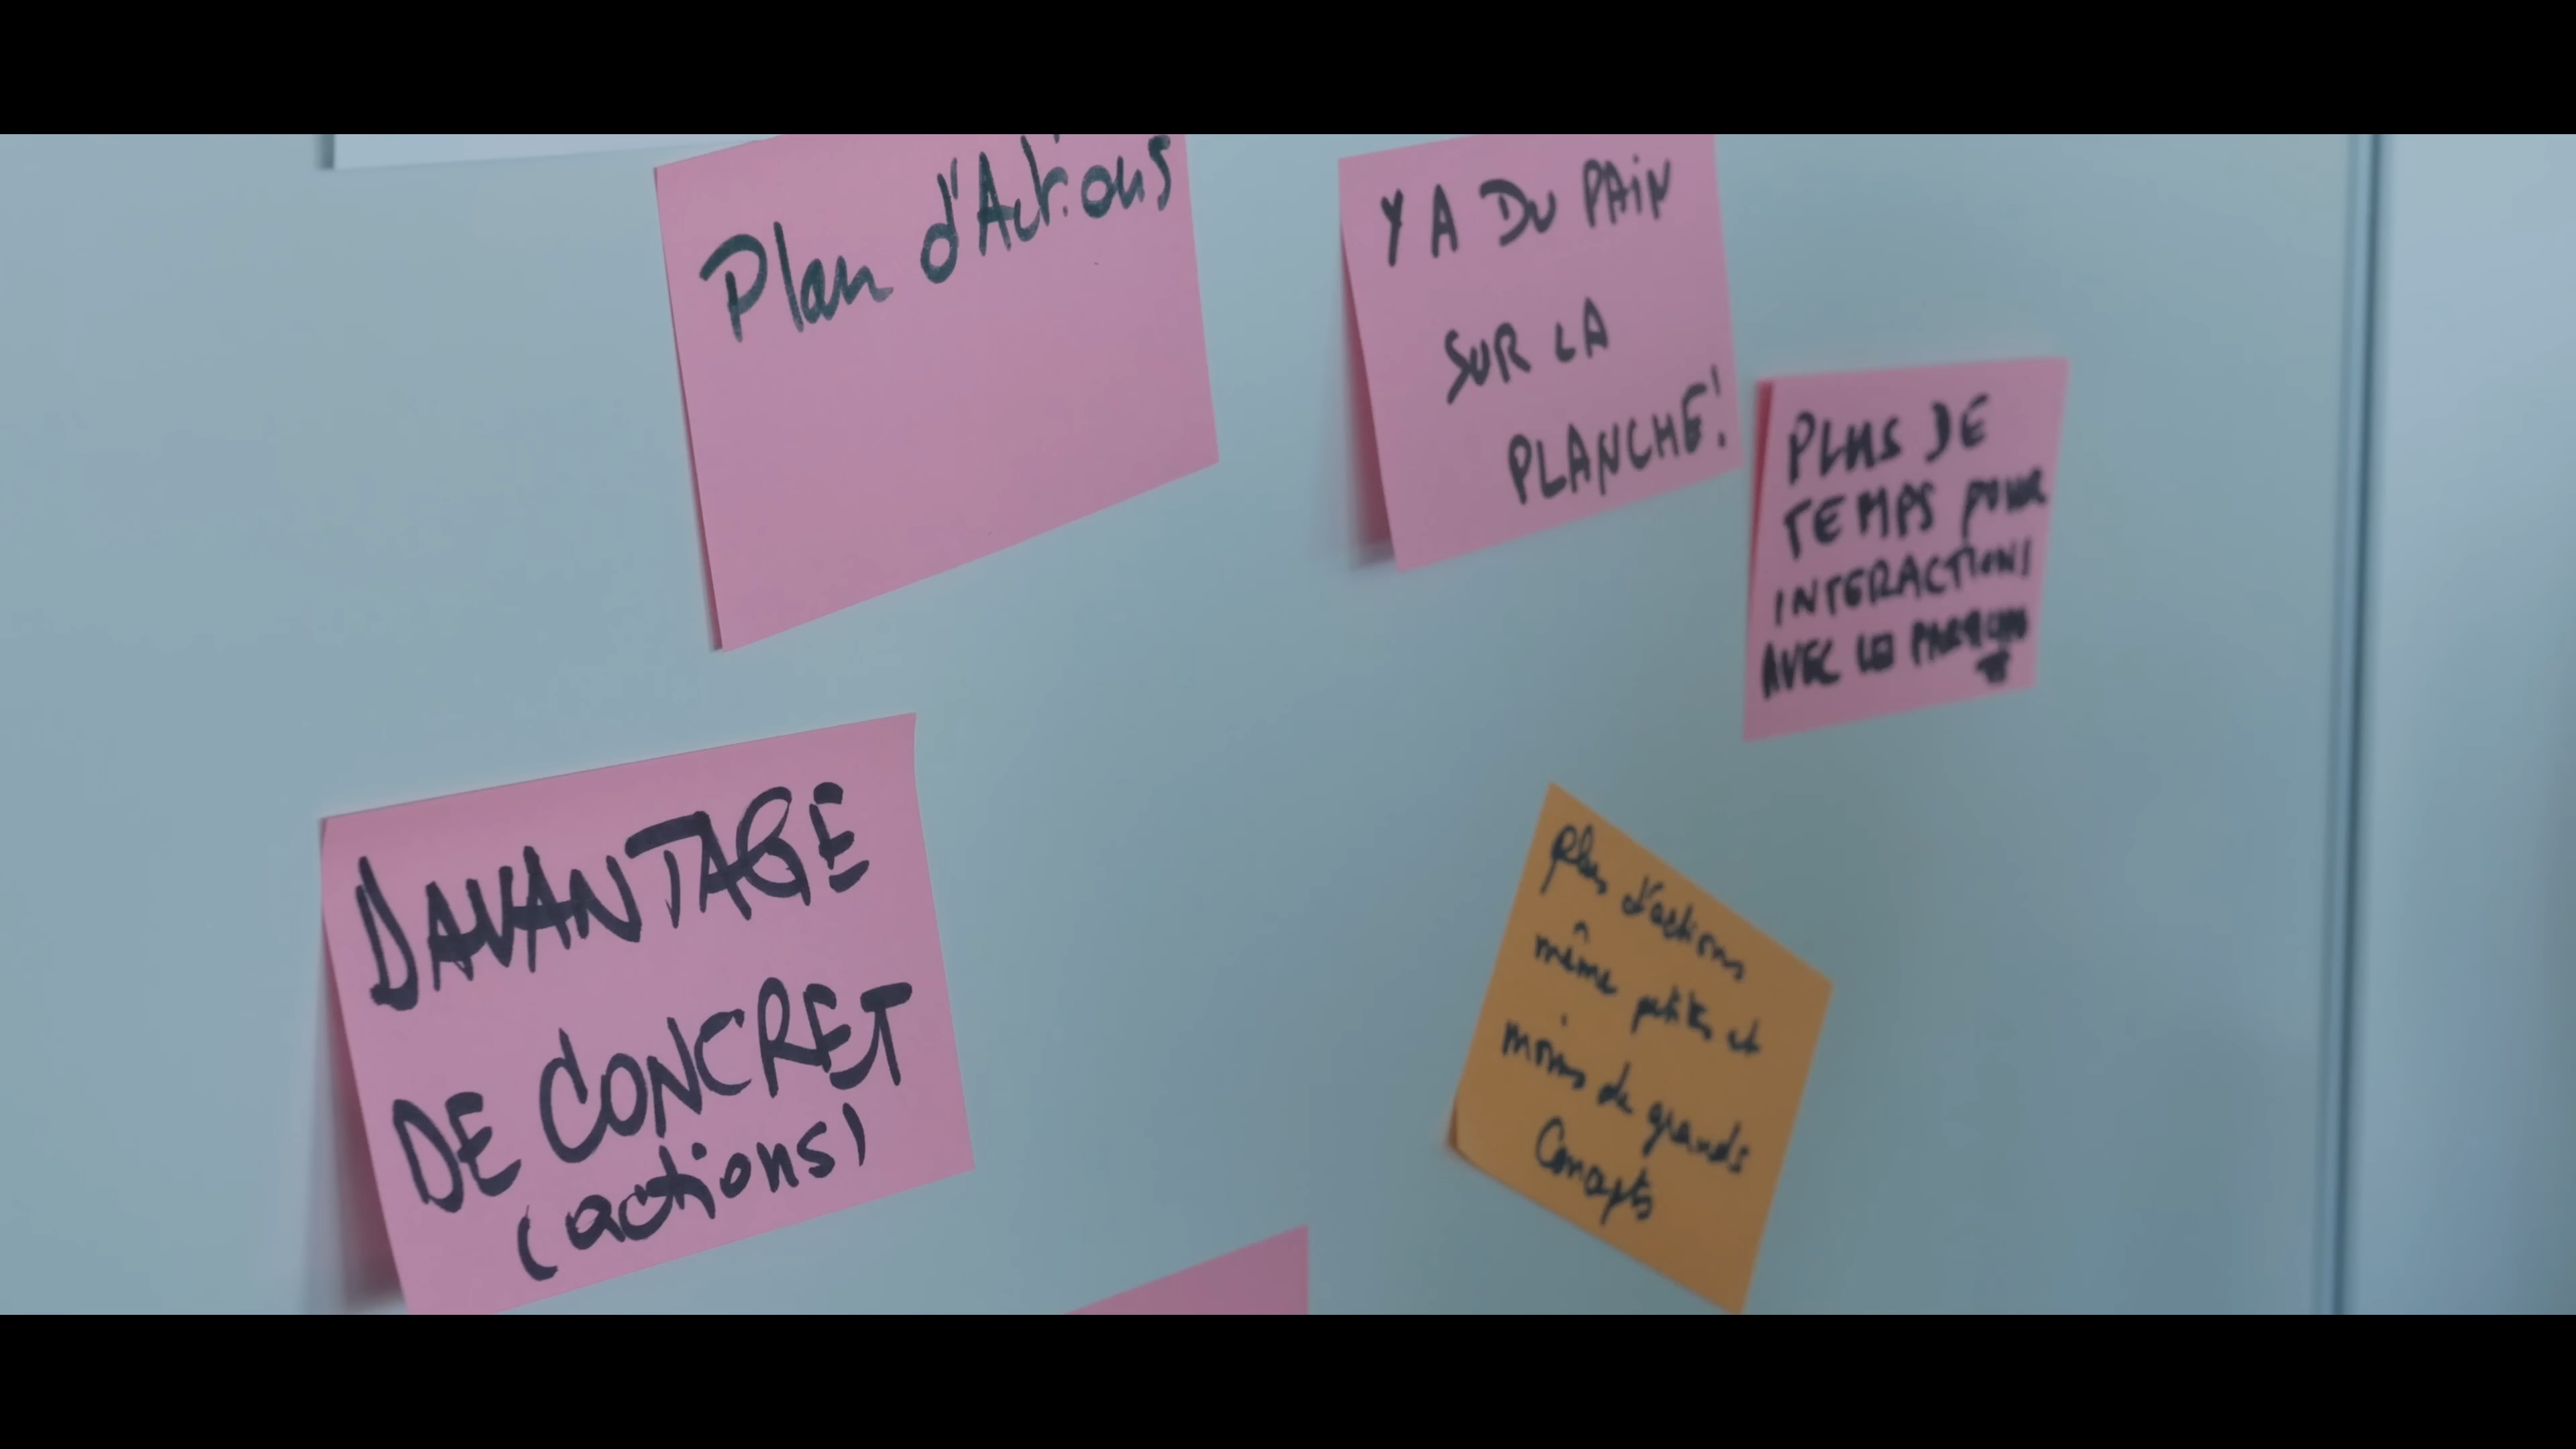 Plan d'Actions
Y A DU PAIN
SUR LA
PLANCHE!
PLUS DE
TEMPS POUR
INTERACTIONS
AVEC
DAVANTAGE
DE CONCRET
(actions)
plus d'actions
même petites et
moins de grands
Concepts